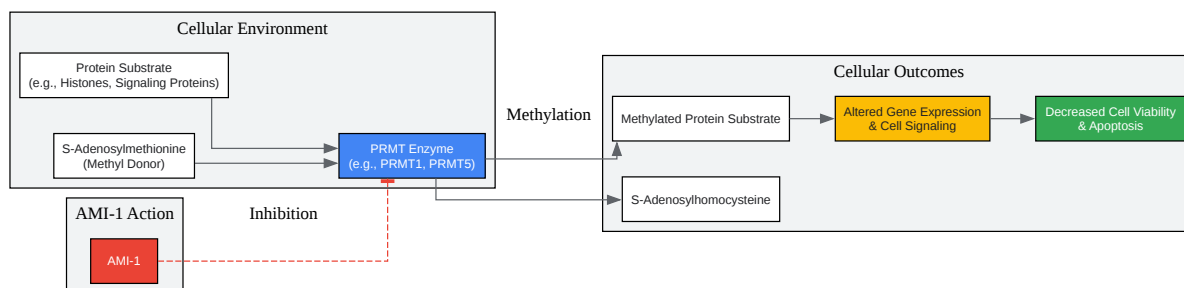 Cellular Environment
Protein Substrate
(e.g., Histones, Signaling Proteins)
S-Adenosylmethionine
(Methyl Donor)
PRMT Enzyme
(e.g., PRMT1, PRMT5)
Methylation
Cellular Outcomes
Methylated Protein Substrate
Altered Gene Expression
& Cell Signaling
Decreased Cell Viability
& Apoptosis
S-Adenosylhomocysteine
AMI-1 Action
Inhibition
AMI-1